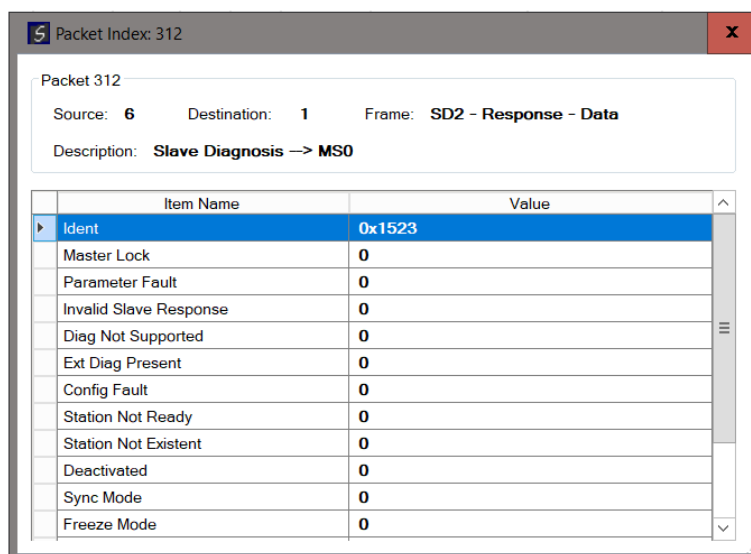 Packet Index: 312
x
Packet 312
Source: 6 Destination: 1 Frame: SD2 - Response - Data
Description: Slave Diagnosis --> MS0
Item Name Value
Ident 0x1523
Master Lock 0
Parameter Fault 0
Invalid Slave Response 0
Diag Not Supported 0
Ext Diag Present 0
Config Fault 0
Station Not Ready 0
Station Not Existent 0
Deactivated 0
Sync Mode 0
Freeze Mode 0